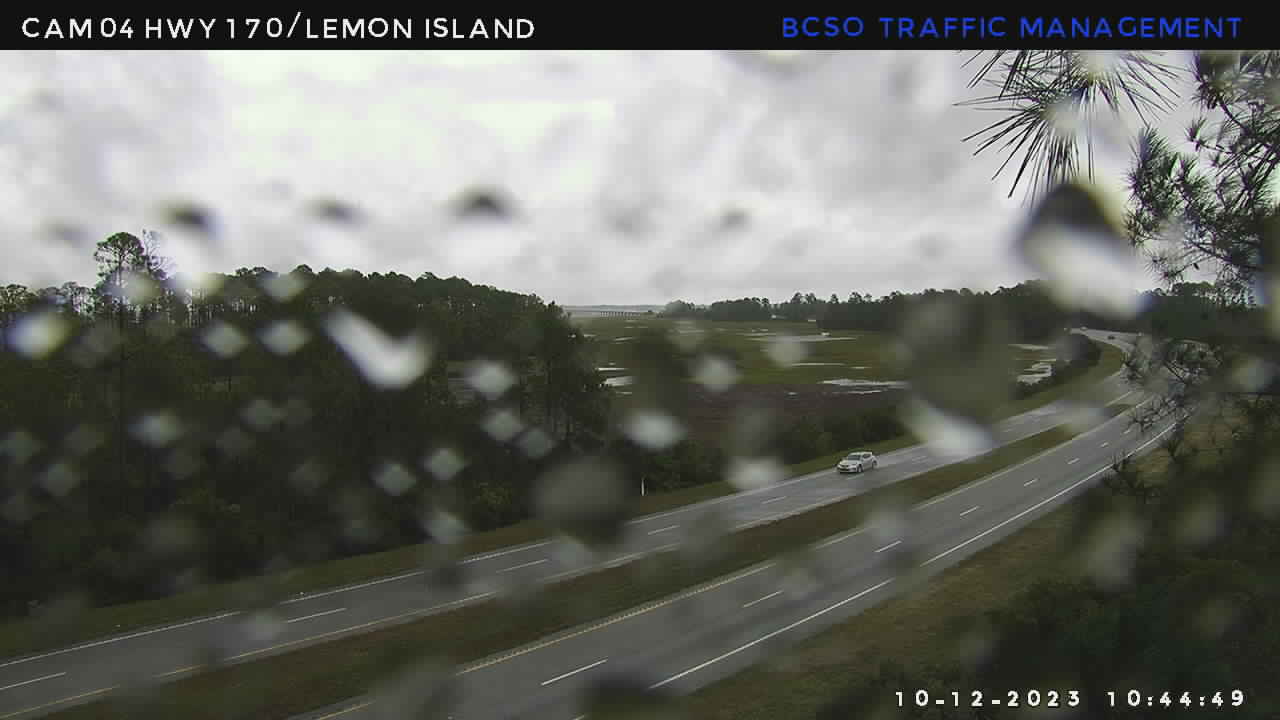 CAM 04 HWY 170/LEMON ISLAND
BCSO TRAFFIC MANAGEMENT
10-12-2023 10:44:49